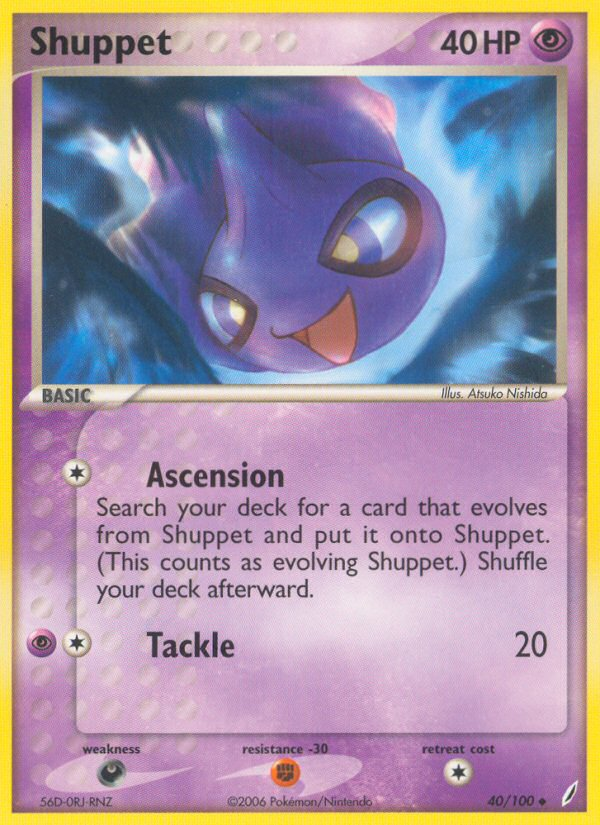 Shuppet 40 HP
BASIC
Illus. Atsuko Nishida
Ascension
Search your deck for a card that evolves
from Shuppet and put it onto Shuppet.
(This counts as evolving Shuppet.) Shuffle
your deck afterward.
Tackle 20
weakness resistance -30 retreat cost
56D-0RJ-RNZ ©2006 Pokémon/Nintendo 40/100